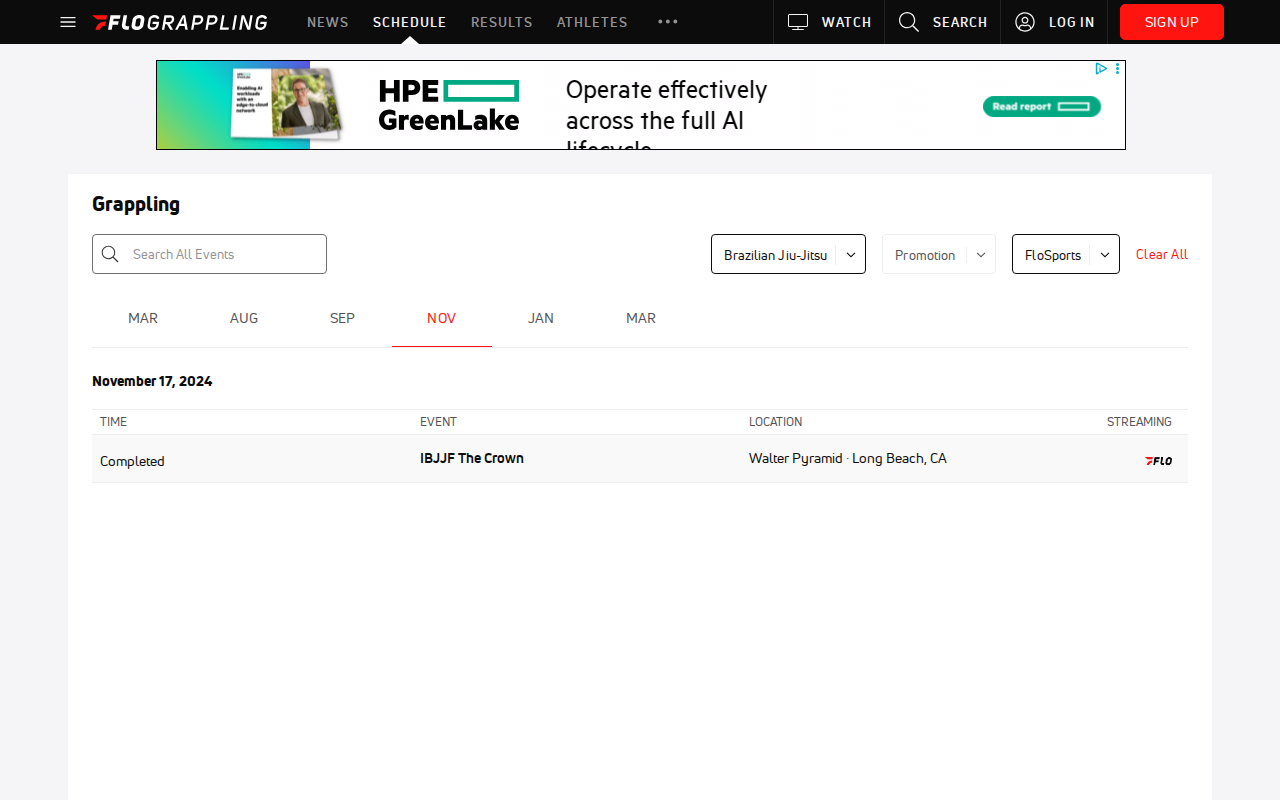 FLOGRAPPLING NEWS SCHEDULE RESULTS ATHLETES ••• WATCH SEARCH LOG IN SIGN UP
Enabling AI workloads with an edge-to-cloud network
HPE GreenLake
Operate effectively
across the full AI
lifecycle
Read report
Grappling
Search All Events Brazilian Jiu-Jitsu Promotion FloSports Clear All
MAR AUG SEP NOV JAN MAR
November 17, 2024
TIME EVENT LOCATION STREAMING
Completed IBJJF The Crown Walter Pyramid · Long Beach, CA FLO